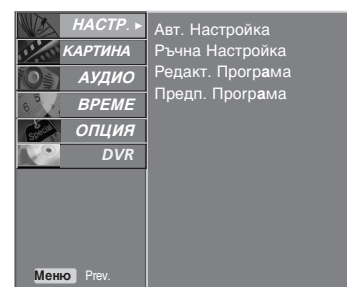 НАСТР.
КАРТИНА
АУДИО
ВРЕМЕ
ОПЦИЯ
DVR
Авт. Настройка
Ръчна Настройка
Редакт. Програма
Предп. Програма
Меню Prev.